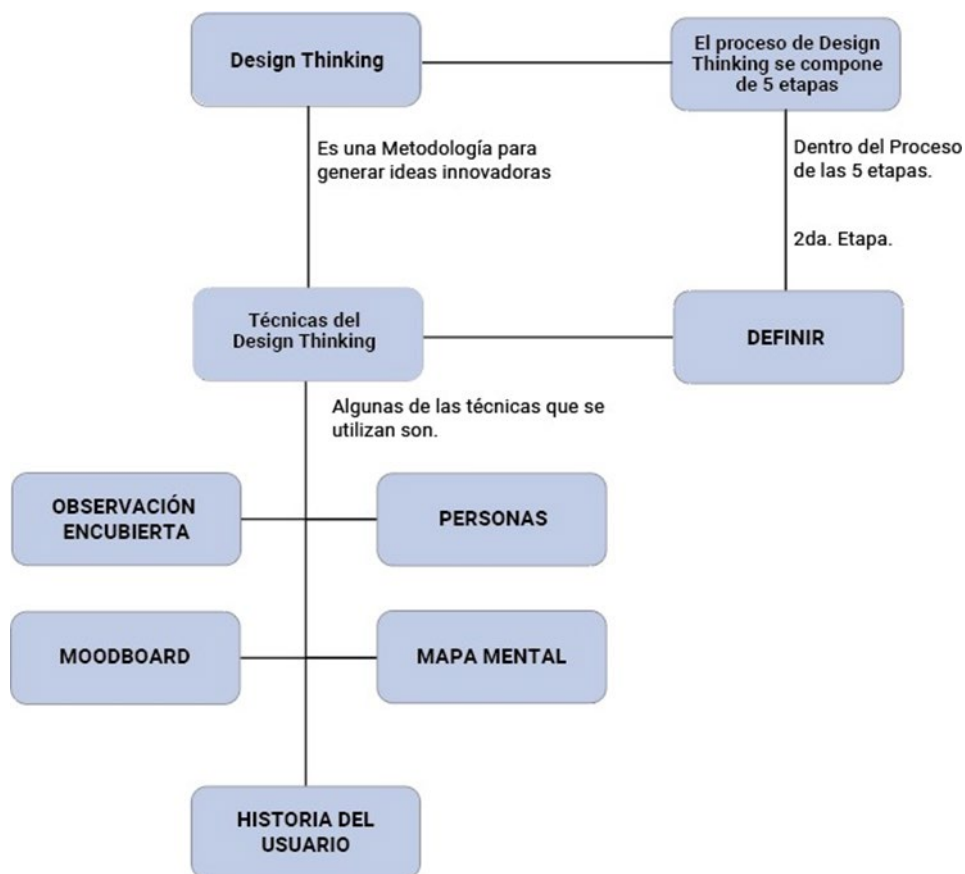 Design Thinking
El proceso de Design
Thinking se compone
de 5 etapas
Es una Metodología para
generar ideas innovadoras
Dentro del Proceso
de las 5 etapas.
2da. Etapa.
Técnicas del
Design Thinking
DEFINIR
Algunas de las técnicas que se
utilizan son.
OBSERVACIÓN
ENCUBIERTA
PERSONAS
MOODBOARD
MAPA MENTAL
HISTORIA DEL
USUARIO